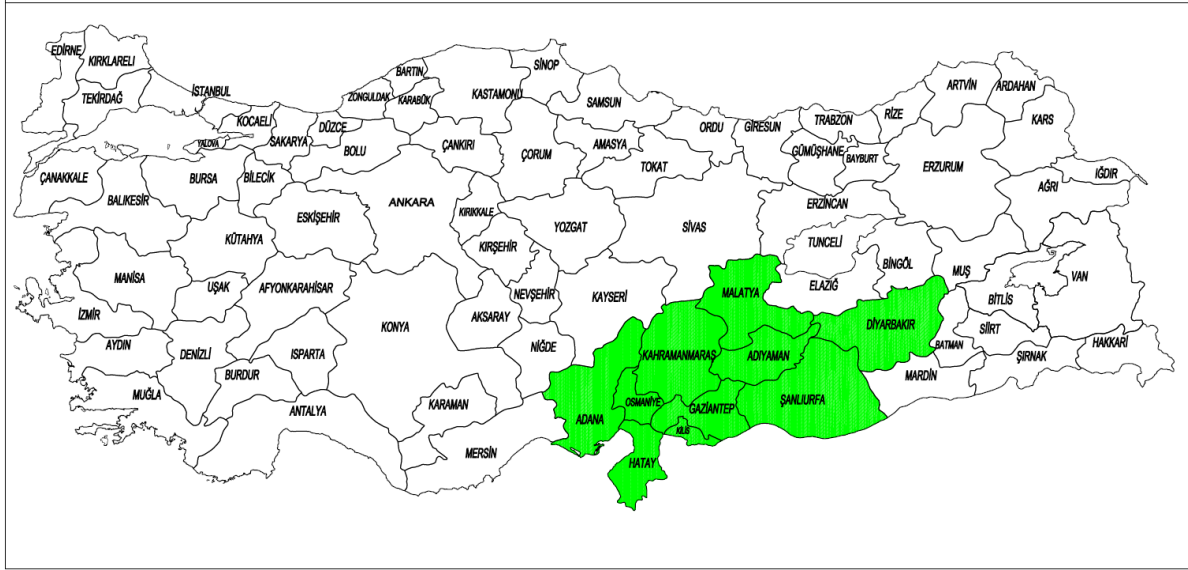 EDİRNE
KIRKLARELİ
TEKİRDAĞ
İSTANBUL
KOCAELİ
YALOVA
SAKARYA
DÜZCE
ZONGULDAK
BARTIN
KARABÜK
KASTAMONU
SİNOP
SAMSUN
ORDU
GİRESUN
TRABZON
RİZE
ARTVİN
ARDAHAN
KARS
GÜMÜŞHANE
BAYBURT
ERZURUM
IĞDIR
AĞRI
ÇANAKKALE
BALIKESİR
BURSA
BİLECİK
BOLU
ÇANKIRI
ÇORUM
AMASYA
TOKAT
ESKİŞEHİR
ANKARA
KIRIKKALE
KIRŞEHİR
YOZGAT
SİVAS
ERZİNCAN
TUNCELİ
BİNGÖL
MUŞ
VAN
KÜTAHYA
MANİSA
UŞAK
AFYONKARAHİSAR
İZMİR
AYDIN
DENİZLİ
ISPARTA
BURDUR
MUĞLA
ANTALYA
KONYA
AKSARAY
NEVŞEHİR
KAYSERİ
NİĞDE
KARAMAN
MERSİN
MALATYA
ELAZIĞ
DİYARBAKIR
BİTLİS
SİİRT
BATMAN
ŞIRNAK
HAKKARİ
MARDİN
KAHRAMANMARAŞ
ADIYAMAN
ŞANLIURFA
GAZİANTEP
OSMANİYE
KİLİS
ADANA
HATAY